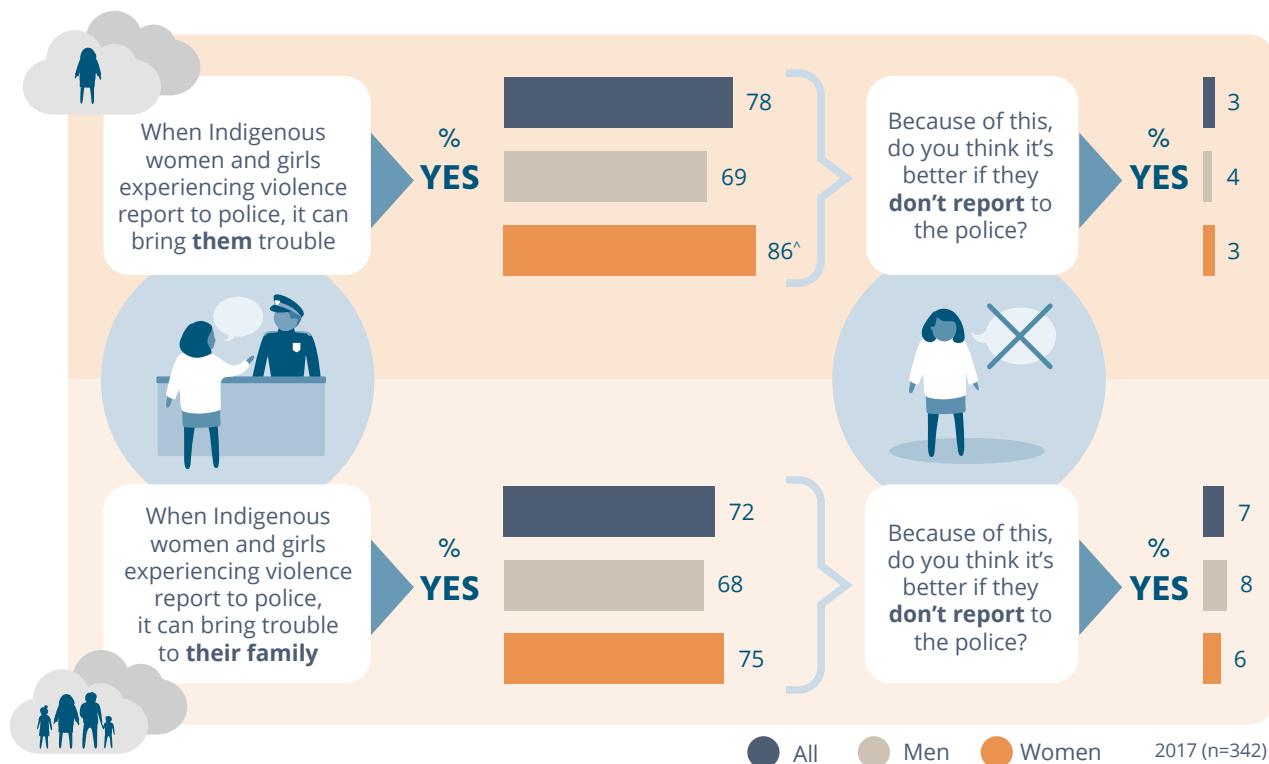 When Indigenous
women and girls
experiencing violence
report to police, it can
bring them trouble
%
YES
78
69
86^
Because of this,
do you think it's
better if they
don't report to
the police?
%
YES
3
4
3
When Indigenous
women and girls
experiencing violence
report to police,
it can bring trouble
to their family
%
YES
72
68
75
Because of this,
do you think it's
better if they
don't report to
the police?
%
YES
7
8
6
All
Men
Women
2017 (n=342)